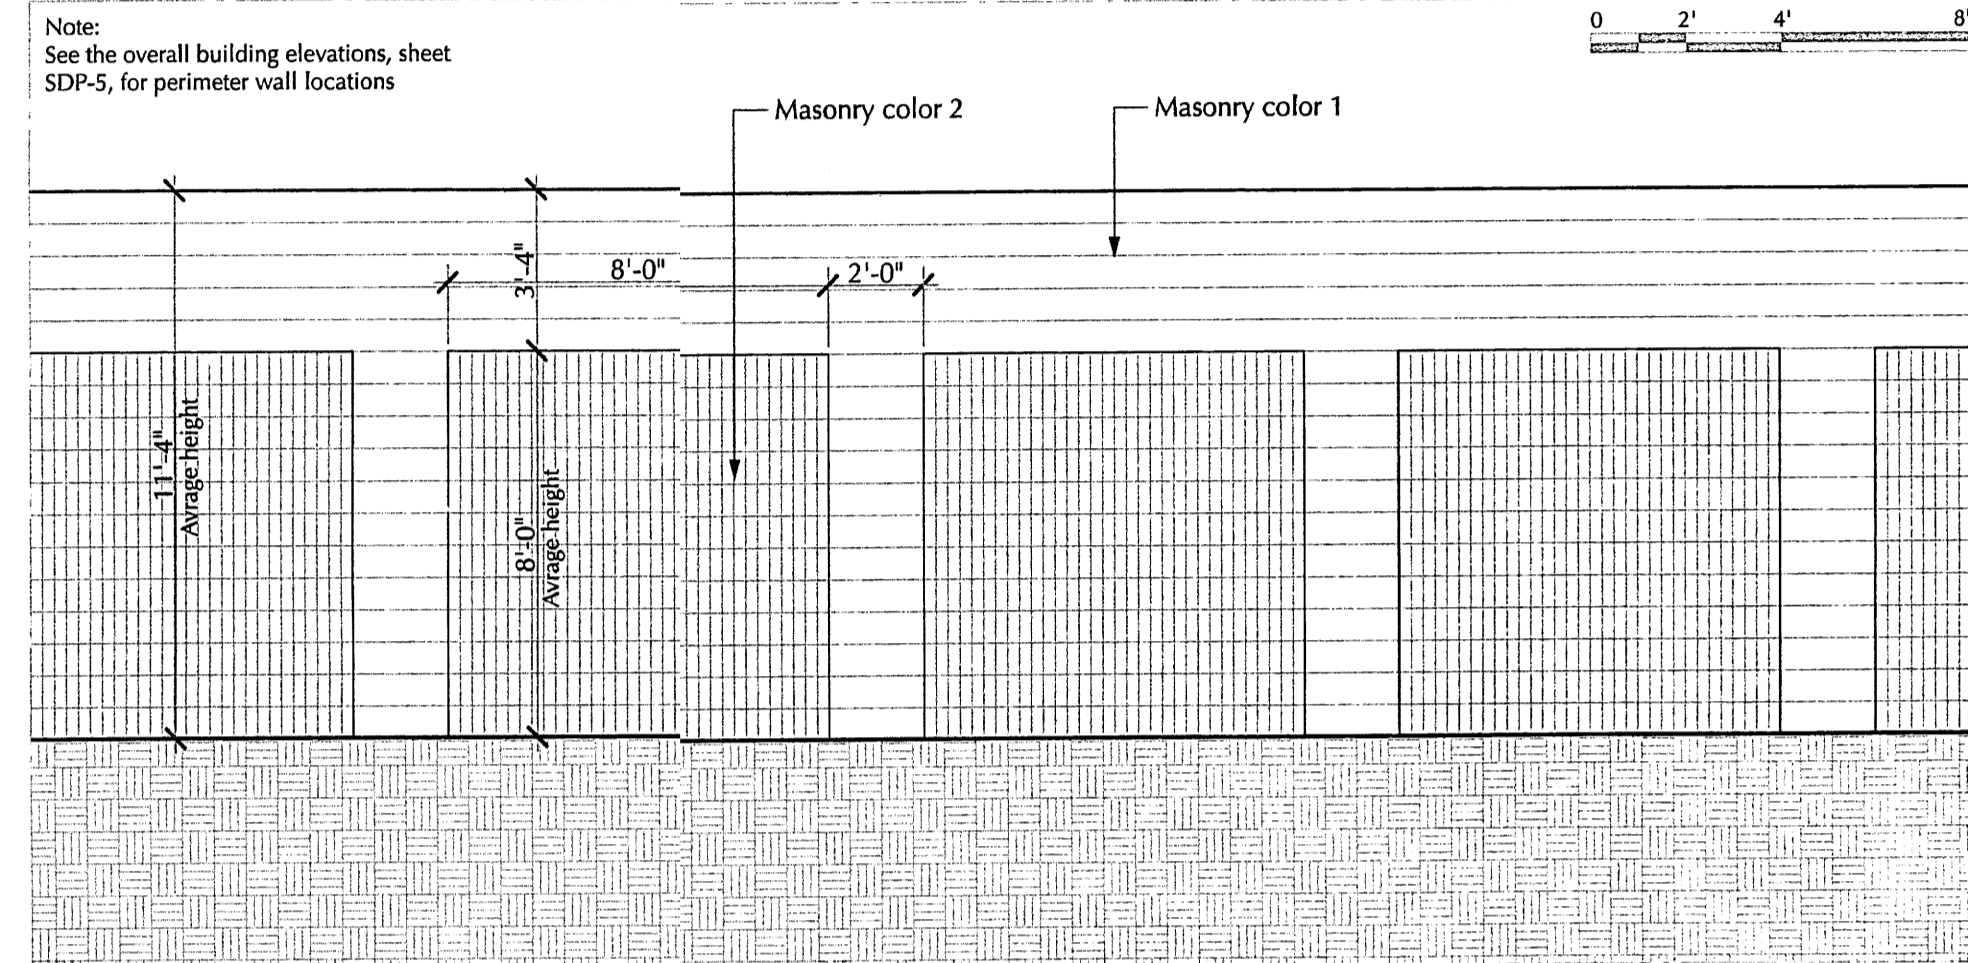 Note:
See the overall building elevations, sheet
SDP-5, for perimeter wall locations
0 2' 4' 8'
Masonry color 2
Masonry color 1
3'-4"
8'-0"
2'-0"
11'-4"
Avrage height
8'-0"
Avrage height